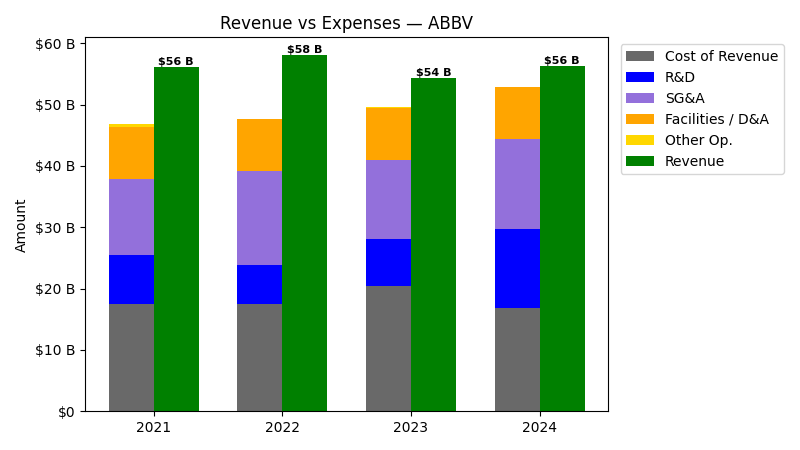 Revenue vs Expenses — ABBV
Amount
$60 B
$50 B
$40 B
$30 B
$20 B
$10 B
$0
$56 B
$58 B
$54 B
$56 B
2021
2022
2023
2024
Cost of Revenue
R&D
SG&A
Facilities / D&A
Other Op.
Revenue